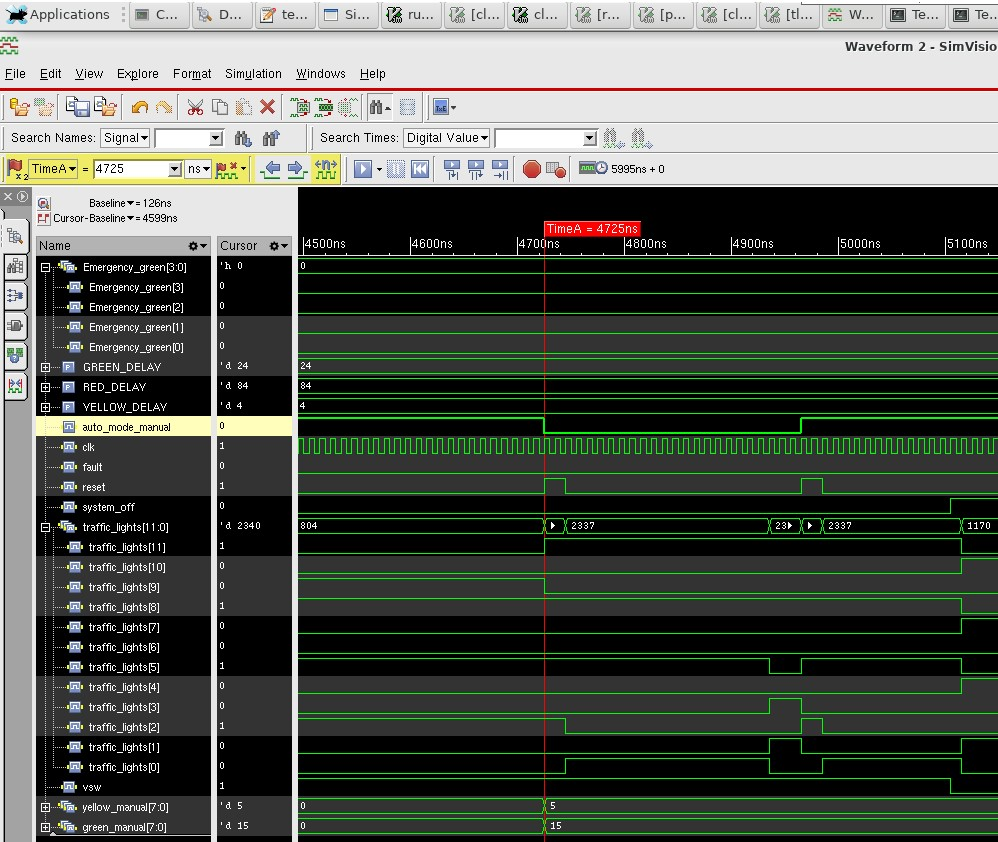 Applications C... D... te... Si... ru... [cl... cl... [r... [p... [cl... [tl... W... Te... Te...
Waveform 2 - SimVisio
File Edit View Explore Format Simulation Windows Help
Search Names: Signal Search Times: Digital Value
x2 TimeA = 4725 ns 5995ns + 0
Baseline = 126ns
Cursor-Baseline = 4599ns
TimeA = 4725ns
Name Cursor 4500ns 4600ns 4700ns 4800ns 4900ns 5000ns 5100ns
Emergency_green[3:0] 'h 0 0
Emergency_green[3] 0
Emergency_green[2] 0
Emergency_green[1] 0
Emergency_green[0] 0
GREEN_DELAY 'd 24 24
RED_DELAY 'd 84 84
YELLOW_DELAY 'd 4 4
auto_mode_manual 0
clk 1
fault 0
reset 1
system_off 0
traffic_lights[11:0] 'd 2340 804 2337 23 2337 1170
traffic_lights[11] 1
traffic_lights[10] 0
traffic_lights[9] 0
traffic_lights[8] 1
traffic_lights[7] 0
traffic_lights[6] 0
traffic_lights[5] 1
traffic_lights[4] 0
traffic_lights[3] 0
traffic_lights[2] 1
traffic_lights[1] 0
traffic_lights[0] 0
vsw 1
yellow_manual[7:0] 'd 5 0 5
green_manual[7:0] 'd 15 0 15